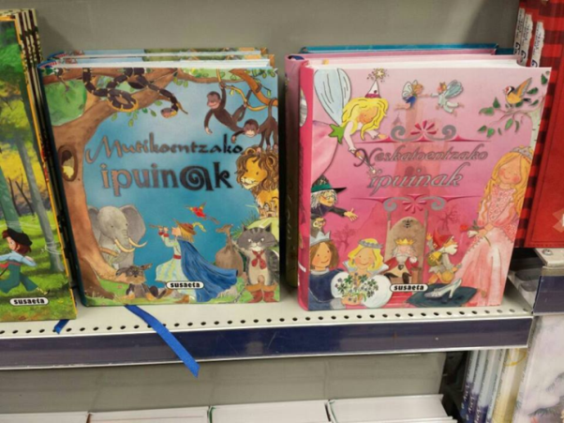 Mutikoentzako
ipuinak
susaeta
Neskatoentzako
ipuinak
susaeta
susaeta